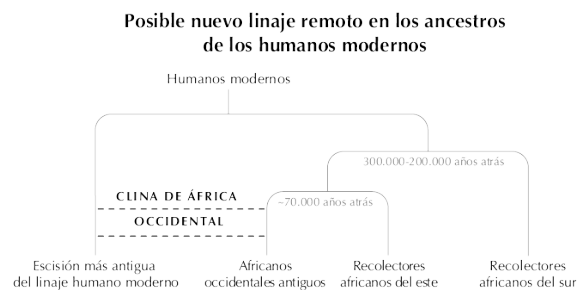 Posible nuevo linaje remoto en los ancestros
de los humanos modernos
Humanos modernos
300.000-200.000 años atrás
CLINA DE ÁFRICA
~70.000 años atrás
OCCIDENTAL
Escisión más antigua
del linaje humano moderno
Africanos
occidentales antiguos
Recolectores
africanos del este
Recolectores
africanos del sur